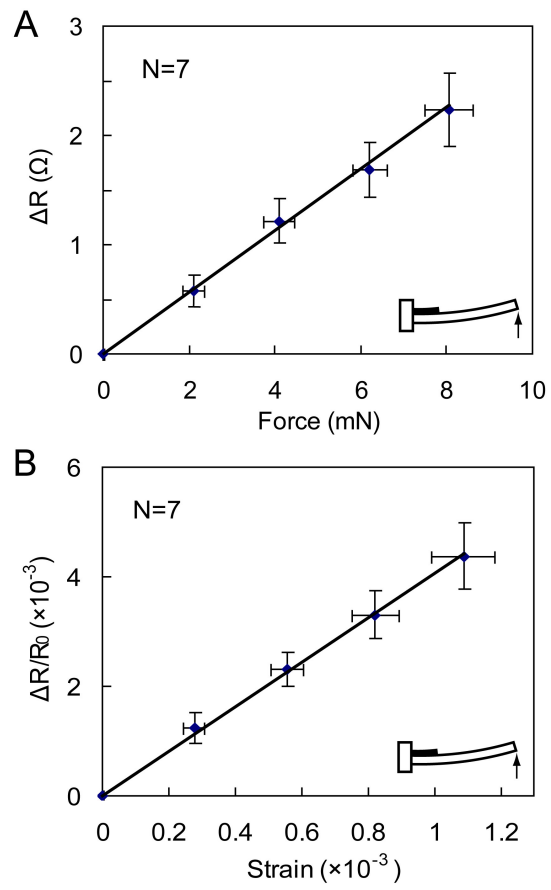 A
3
N=7
2
ΔR (Ω)
1
0
0 2 4 6 8 10
Force (mN)
B
6
N=7
4
ΔR/R₀ (×10⁻³)
2
0
0 0.2 0.4 0.6 0.8 1 1.2
Strain (×10⁻³ )